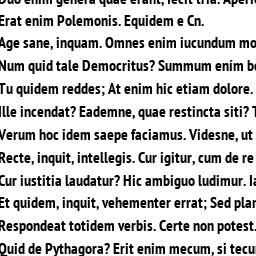 Duo enim genera quae erant, fecit tria.
Erat enim Polemonis. Equidem e Cn.
Age sane, inquam. Omnes enim iucundum mo
Num quid tale Democritus? Summum ením b
Tu quidem reddes; At enim hic etiam dolore.
Ille incendat? Eademne, quae restincta siti? T
Verum hoc idem saepe faciamus. Videsne, ut
Recte, inquit, intellegis. Cur igitur, cum de re
Cur iustitia laudatur? Hic ambiguo ludimur. Ia
Et quidem, inquit, vehementer errat; Sed plan
Respondeat totidem verbis. Certe non potest.
Quid de Pythagora? Erit enim mecum, si tecu